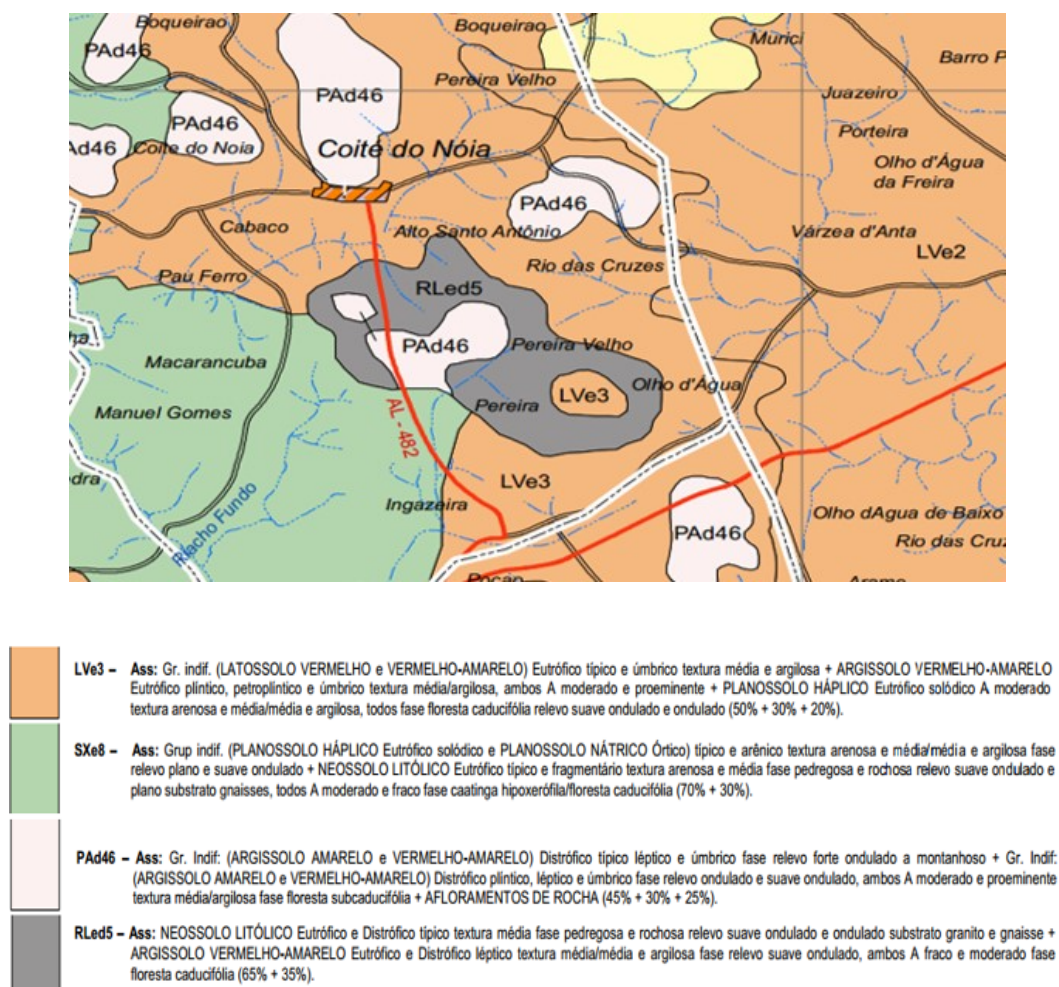 Boqueirao
Boqueirao
PAd46
Murici
Barro P
Pereira Velho
PAd46
Juazeiro
PAd46
Porteira
Ad46
Coite do Noia
Coité do Nóia
Olho d'Água
da Freira
PAd46
Cabaco
Alto Santo Antônio
Várzea d'Anta
LVe2
Rio das Cruzes
Pau Ferro
RLed5
ha
PAd46
Pereira Velho
Macarancuba
Olho d'Água
LVe3
Manuel Gomes
Pereira
AL - 482
edra
LVe3
Ingazeira
Riacho Fundo
Olho dAgua de Baixo
PAd46
Rio das Cruz
Poção
Arame
LVe3 – Ass: Gr. indif. (LATOSSOLO VERMELHO e VERMELHO-AMARELO) Eutrófico típico e úmbrico textura média e argilosa + ARGISSOLO VERMELHO-AMARELO
Eutrófico plíntico, petroplíntico e úmbrico textura média/argilosa, ambos A moderado e proeminente + PLANOSSOLO HÁPLICO Eutrófico solódico A moderado
textura arenosa e média/média e argilosa, todos fase floresta caducifólia relevo suave ondulado e ondulado (50% + 30% + 20%).
SXe8 – Ass: Grup indif. (PLANOSSOLO HÁPLICO Eutrófico solódico e PLANOSSOLO NÁTRICO Órtico) típico e arênico textura arenosa e média/média e argilosa fase
relevo plano e suave ondulado + NEOSSOLO LITÓLICO Eutrófico típico e fragmentário textura arenosa e média fase pedregosa e rochosa relevo suave ondulado e
plano substrato gnaisses, todos A moderado e fraco fase caatinga hipoxerófila/floresta caducifólia (70% + 30%).
PAd46 – Ass: Gr. Indif: (ARGISSOLO AMARELO e VERMELHO-AMARELO) Distrófico típico léptico e úmbrico fase relevo forte ondulado a montanhoso + Gr. Indif:
(ARGISSOLO AMARELO e VERMELHO-AMARELO) Distrófico plíntico, léptico e úmbrico fase relevo ondulado e suave ondulado, ambos A moderado e proeminente
textura média/argilosa fase floresta subcaducifólia + AFLORAMENTOS DE ROCHA (45% + 30% + 25%).
RLed5 – Ass: NEOSSOLO LITÓLICO Eutrófico e Distrófico típico textura média fase pedregosa e rochosa relevo suave ondulado e ondulado substrato granito e gnaisse +
ARGISSOLO VERMELHO-AMARELO Eutrófico e Distrófico léptico textura média/média e argilosa fase relevo suave ondulado, ambos A fraco e moderado fase
floresta caducifólia (65% + 35%).